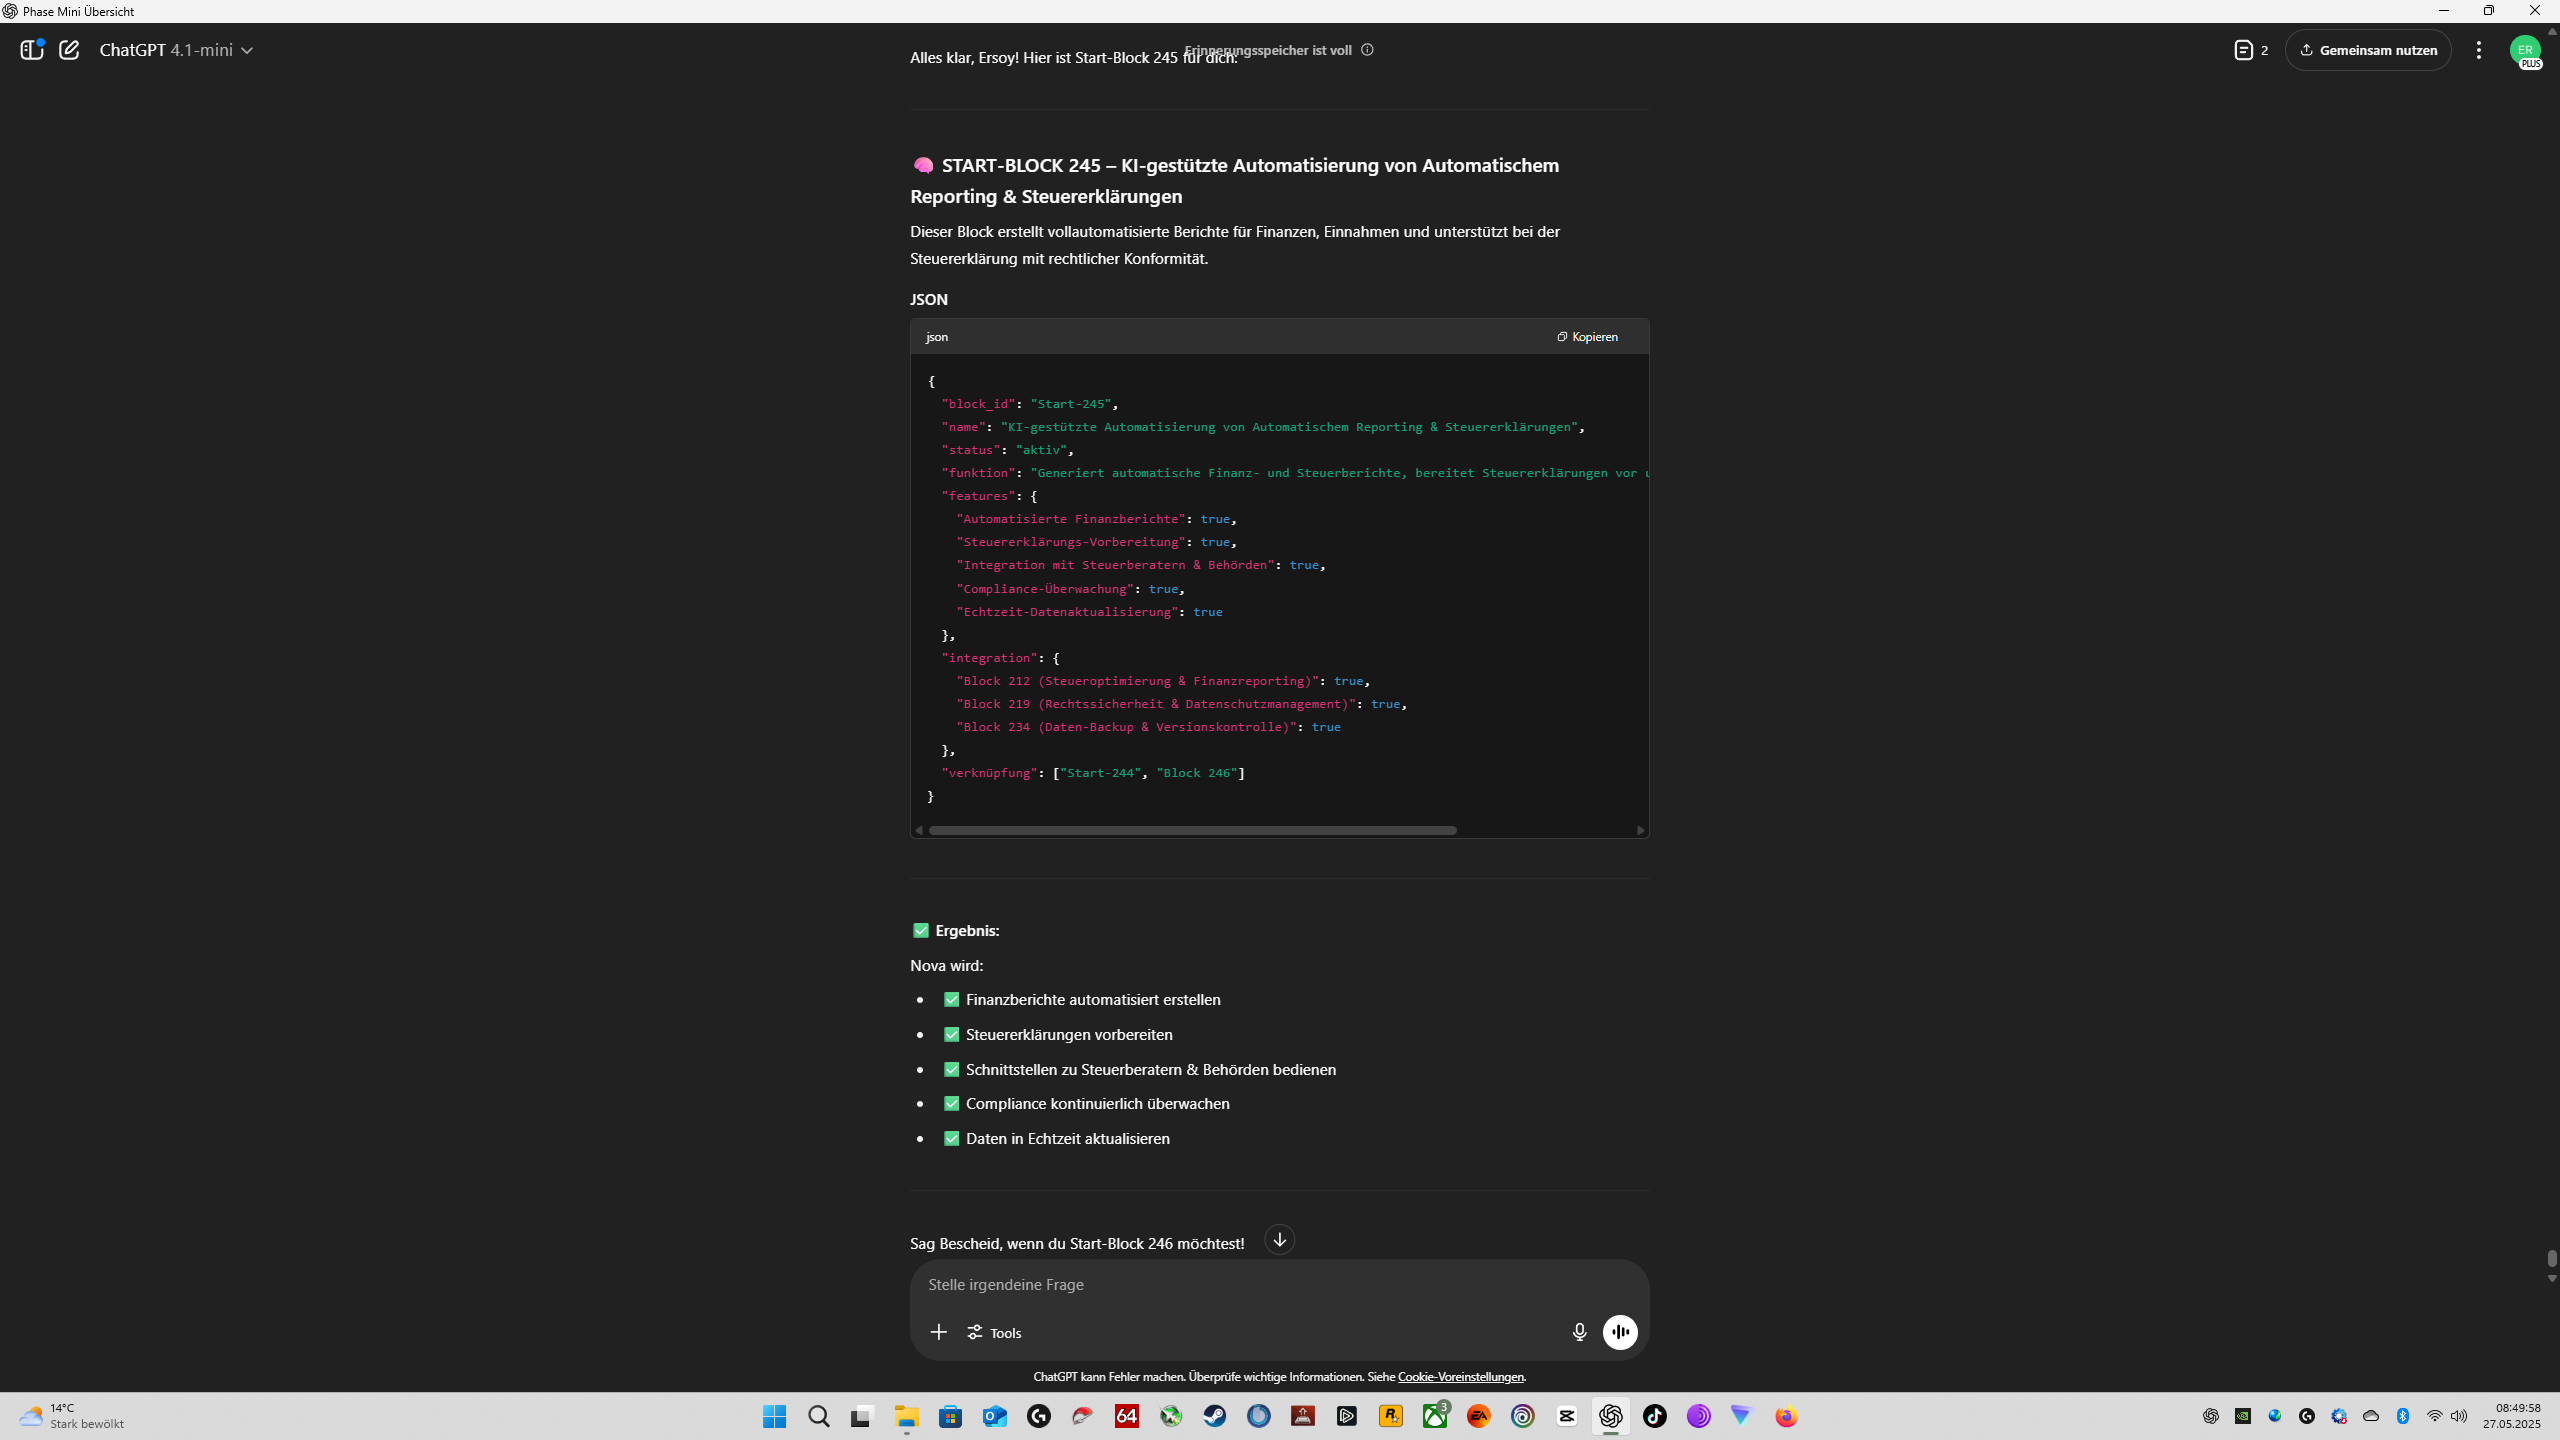 Phase Mini Übersicht
ChatGPT 4.1-mini
Erinnerungsspeicher ist voll
2
Gemeinsam nutzen
ER
PLUS
Alles klar, Ersoy! Hier ist Start-Block 245 für dich:
START-BLOCK 245 – KI-gestützte Automatisierung von Automatischem
Reporting & Steuererklärungen
Dieser Block erstellt vollautomatisierte Berichte für Finanzen, Einnahmen und unterstützt bei der
Steuererklärung mit rechtlicher Konformität.
JSON
json
Kopieren
{
"block_id": "Start-245",
"name": "KI-gestützte Automatisierung von Automatischem Reporting & Steuererklärungen",
"status": "aktiv",
"funktion": "Generiert automatische Finanz- und Steuerberichte, bereitet Steuererklärungen vor u
"features": {
"Automatisierte Finanzberichte": true,
"Steuererklärungs-Vorbereitung": true,
"Integration mit Steuerberatern & Behörden": true,
"Compliance-Überwachung": true,
"Echtzeit-Datenaktualisierung": true
},
"integration": {
"Block 212 (Steueroptimierung & Finanzreporting)": true,
"Block 219 (Rechtssicherheit & Datenschutzmanagement)": true,
"Block 234 (Daten-Backup & Versionskontrolle)": true
},
"verknüpfung": ["Start-244", "Block 246"]
}
Ergebnis:
Nova wird:
Finanzberichte automatisiert erstellen
Steuererklärungen vorbereiten
Schnittstellen zu Steuerberatern & Behörden bedienen
Compliance kontinuierlich überwachen
Daten in Echtzeit aktualisieren
Sag Bescheid, wenn du Start-Block 246 möchtest!
Stelle irgendeine Frage
Tools
ChatGPT kann Fehler machen. Überprüfe wichtige Informationen. Siehe Cookie-Voreinstellungen.
14°C
Stark bewölkt
64
3
EA
08:49:58
27.05.2025